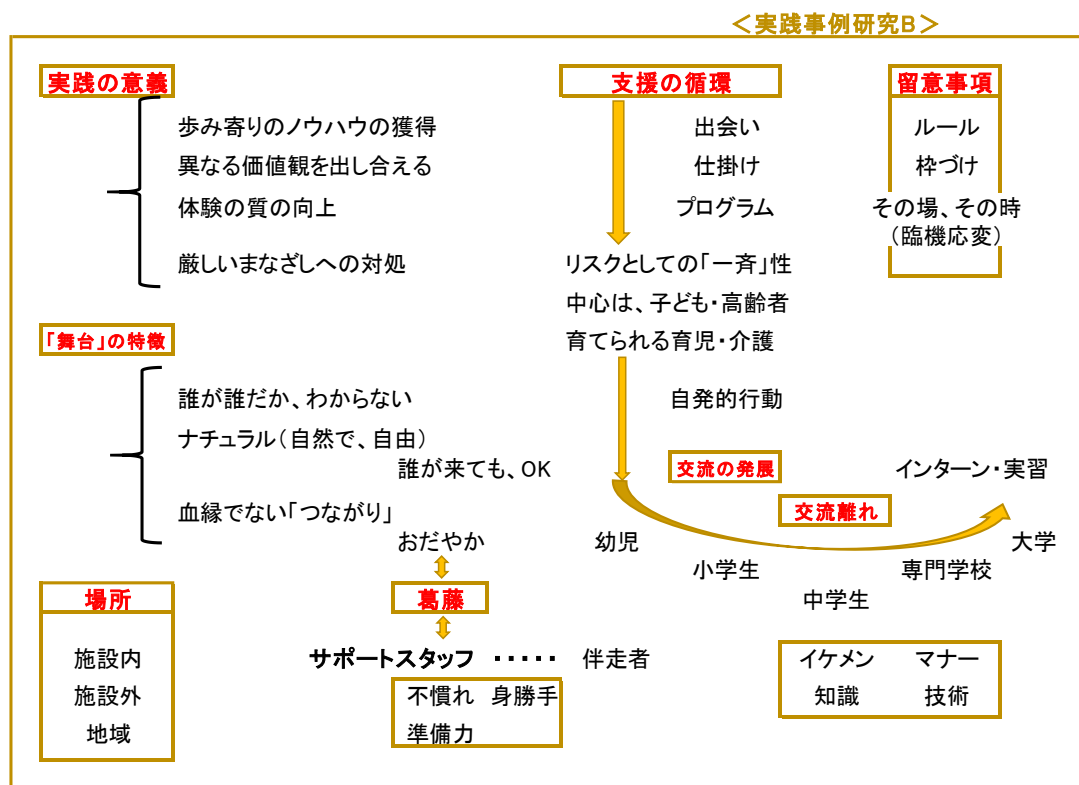 ＜実践事例研究B＞
実践の意義
歩み寄りのノウハウの獲得
異なる価値観を出し合える
体験の質の向上
厳しいまなざしへの対処
「舞台」の特徴
誰が誰だか、わからない
ナチュラル（自然で、自由）
誰が来ても、OK
血縁でない「つながり」
おだやか
葛藤
サポートスタッフ ・・・・・ 伴走者
不慣れ 身勝手
準備力
場所
施設内
施設外
地域
支援の循環
出会い
仕掛け
プログラム
リスクとしての「一斉」性
中心は、子ども・高齢者
育てられる育児・介護
自発的行動
交流の発展
交流離れ
幼児
小学生
中学生
専門学校
大学
インターン・実習
留意事項
ルール
枠づけ
その場、その時
（臨機応変）
イケメン マナー
知識 技術